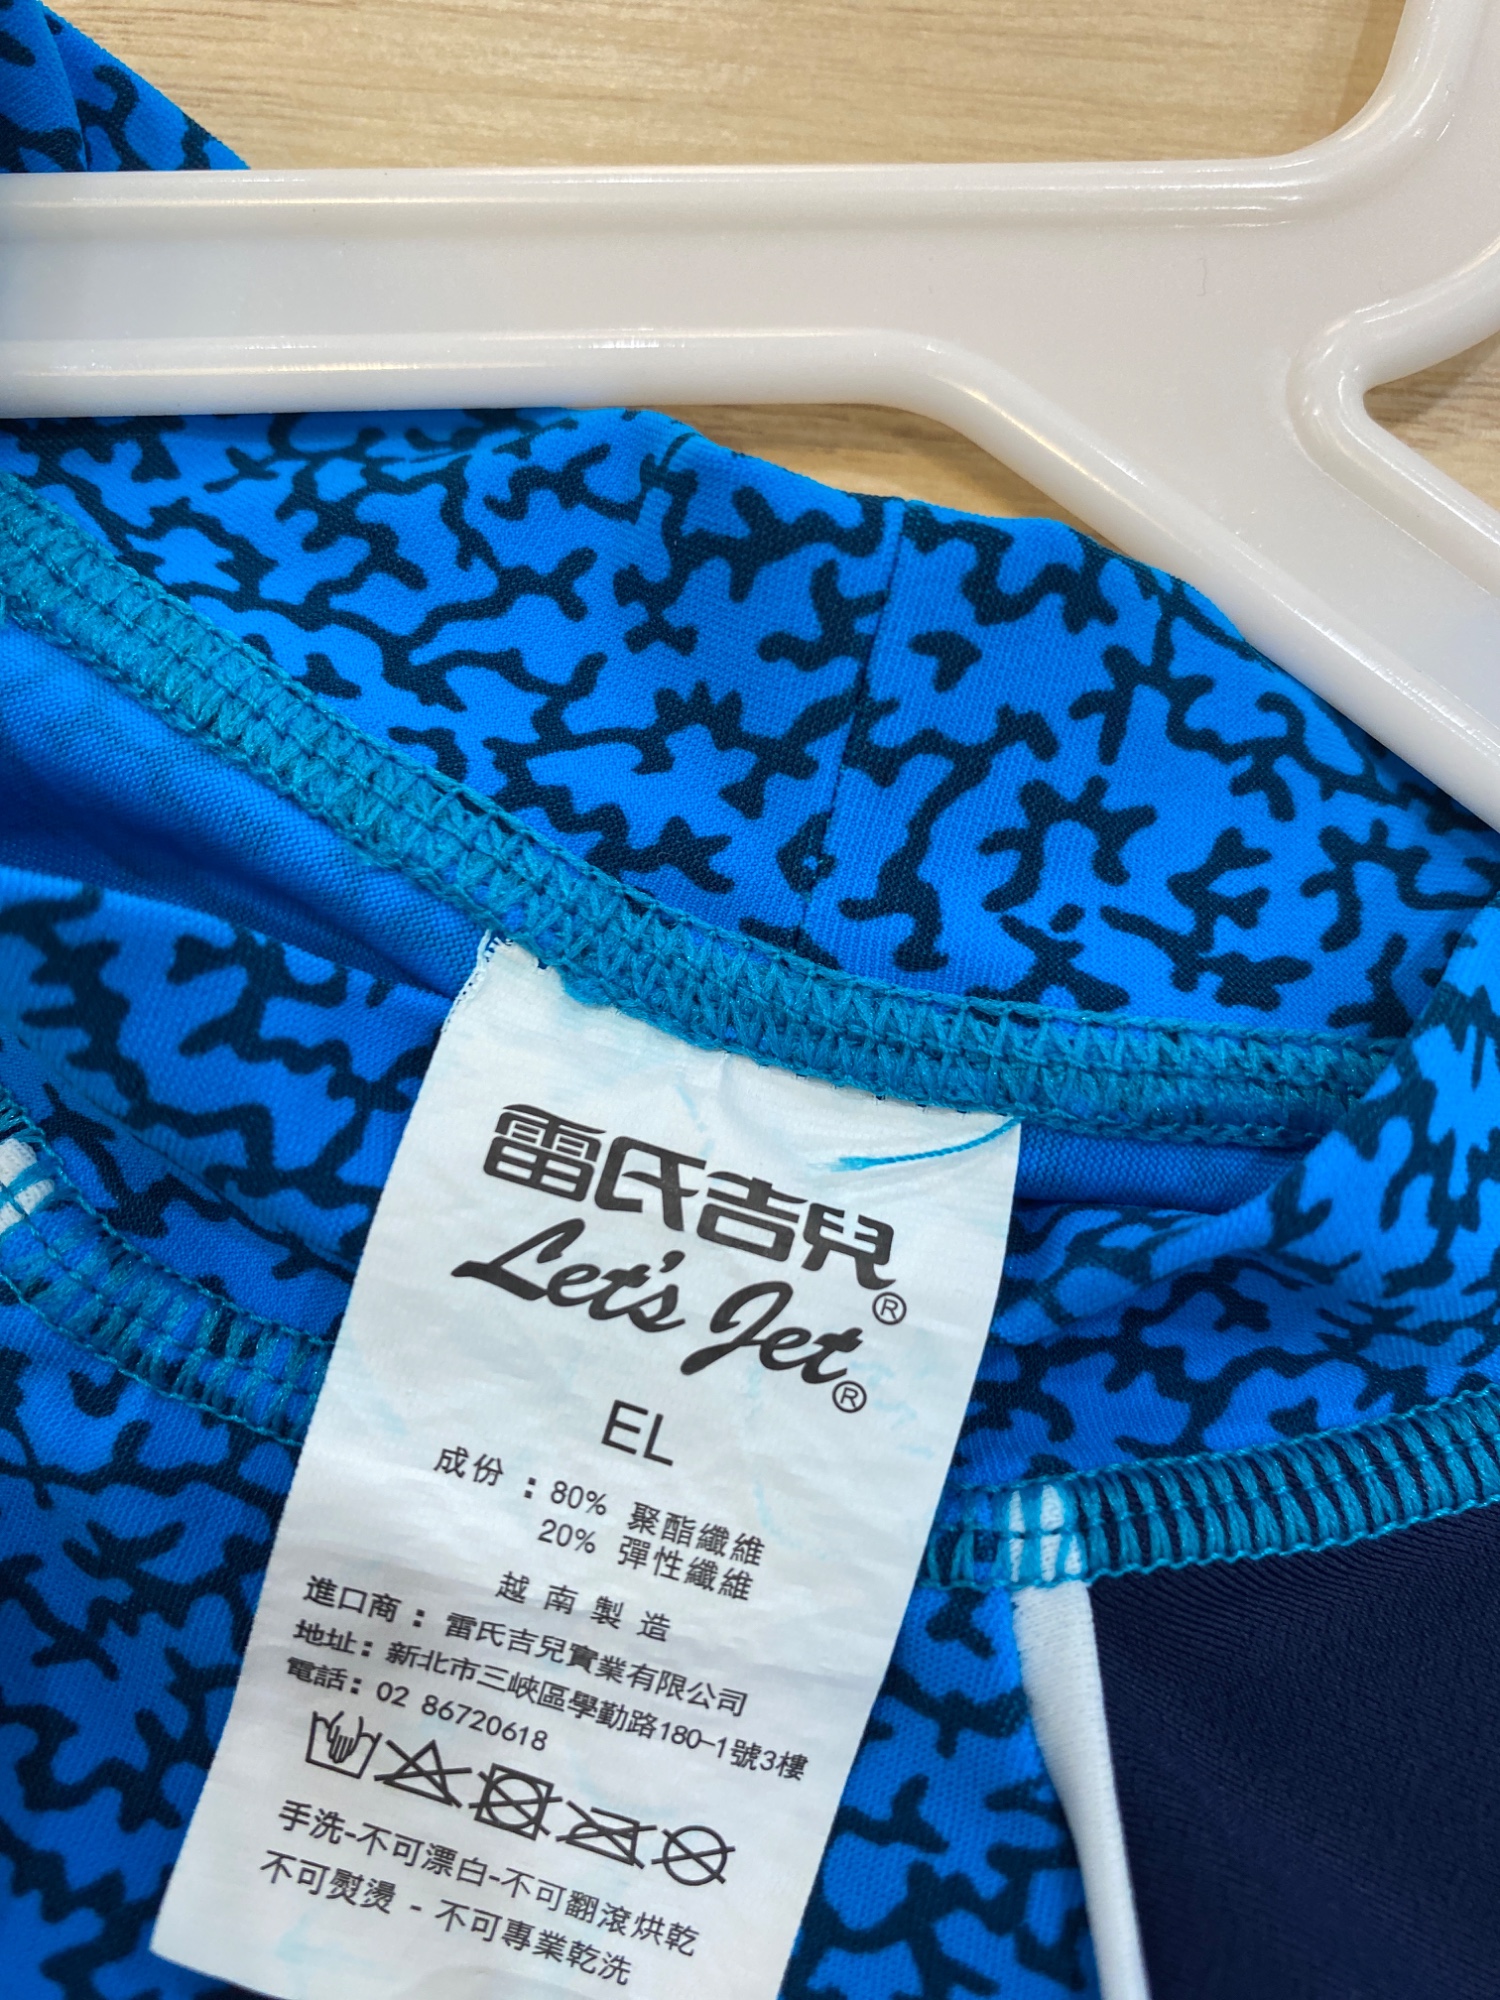 雷氏吉兒®
Let's Jet®
EL
成份：80% 聚酯纖維
20% 彈性纖維
越南製造
進口商：雷氏吉兒實業有限公司
地址：新北市三峽區學勤路180-1號3樓
電話：02 86720618
手洗-不可漂白-不可翻滾烘乾
不可熨燙 - 不可專業乾洗